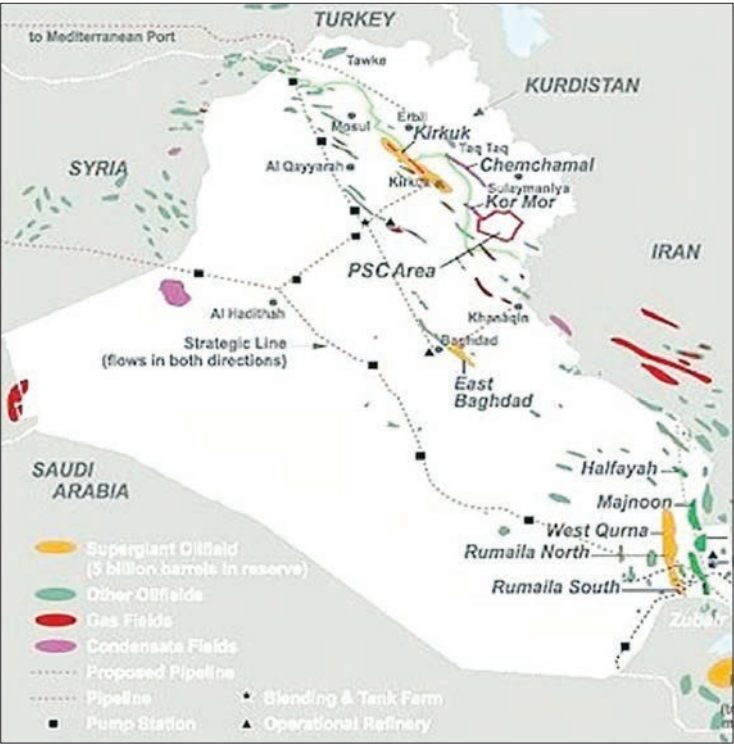 TURKEY
to Mediterranean Port
Tawke
KURDISTAN
Erbil
Mosul
Kirkuk
Taq Taq
SYRIA
Al Qayyarah
Chemchamal
Kirkuk
Sulaymaniya
Kor Mor
IRAN
PSC Area
Al Hadithah
Khanaqin
Strategic Line
(flows in both directions)
Baghdad
East
Baghdad
SAUDI
ARABIA
Halfayah
Majnoon
West Qurna
Rumaila North
Rumaila South
Zubair
Supergiant Oilfield
(5 billion barrels in reserve)
Other Oilfields
Gas Fields
Condensate Fields
Proposed Pipeline
Pipeline
Blending & Tank Farm
Pump Station
Operational Refinery